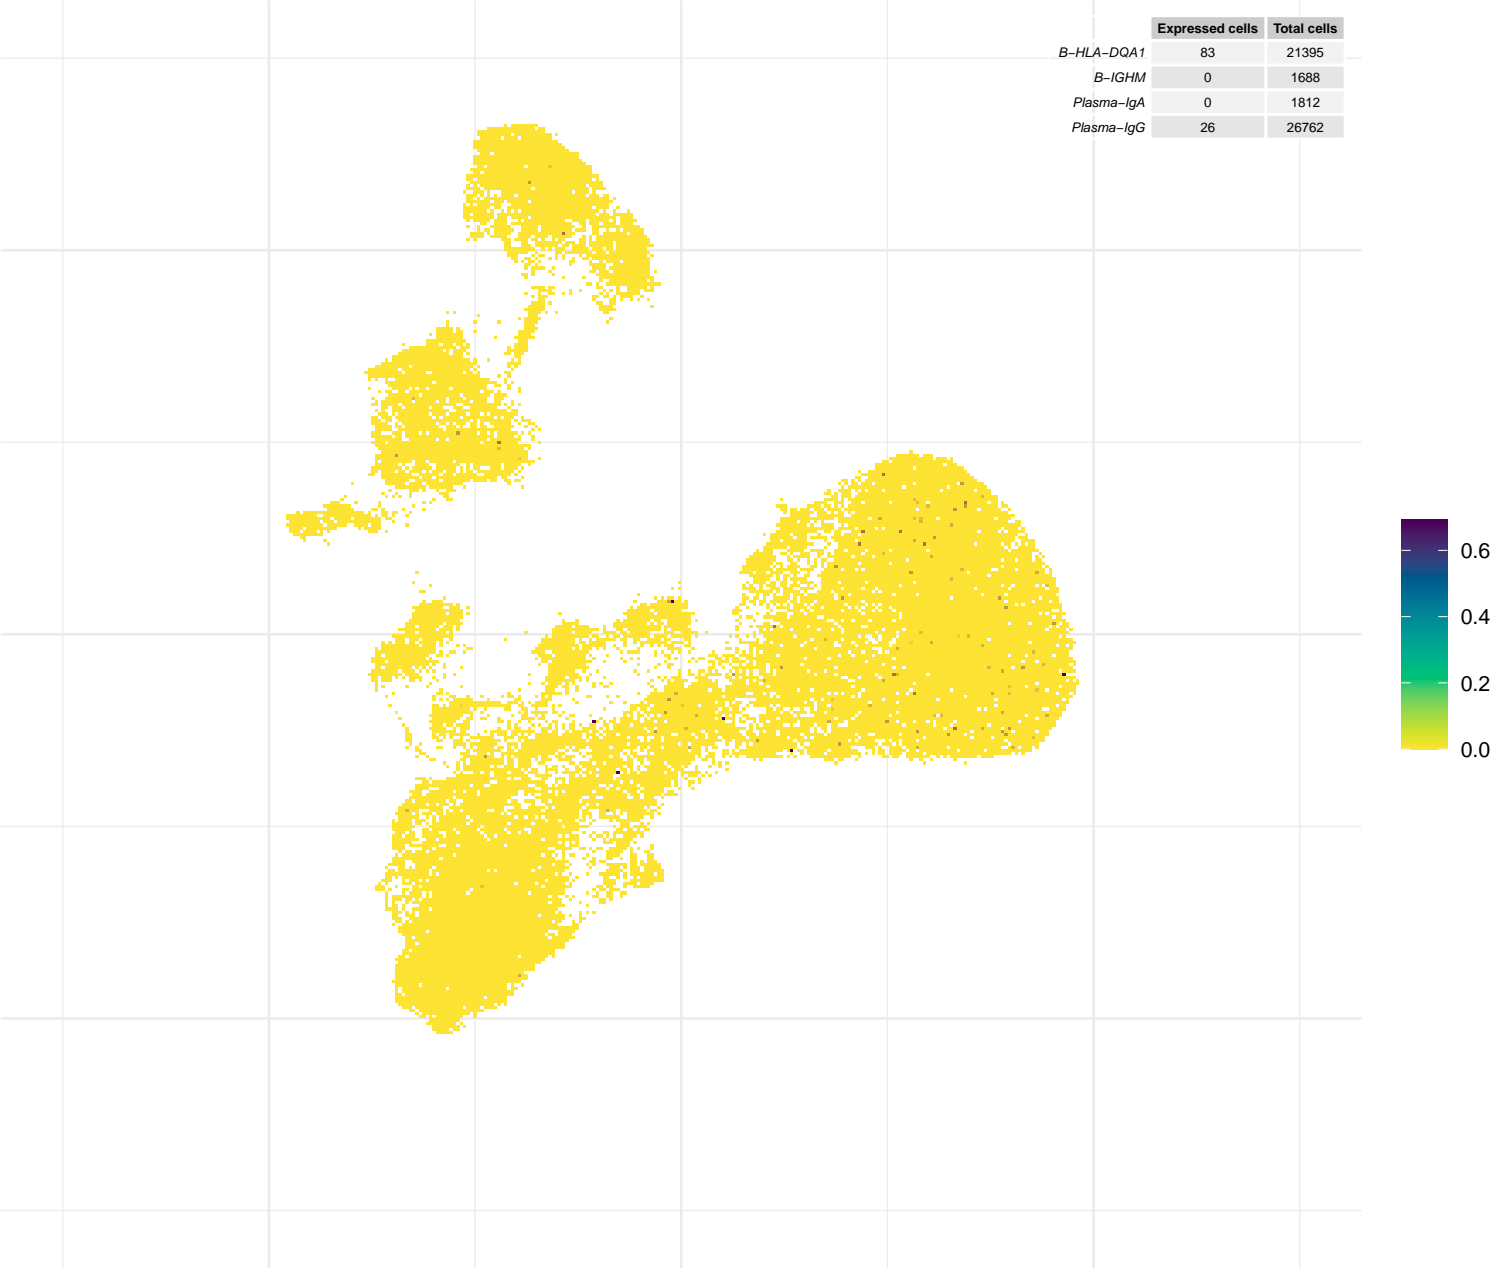 Expressed cells Total cells
B−HLA−DQA1 83 21395
B−IGHM 0 1688
Plasma−IgA 0 1812
Plasma−IgG 26 26762
0.6
0.4
0.2
0.0